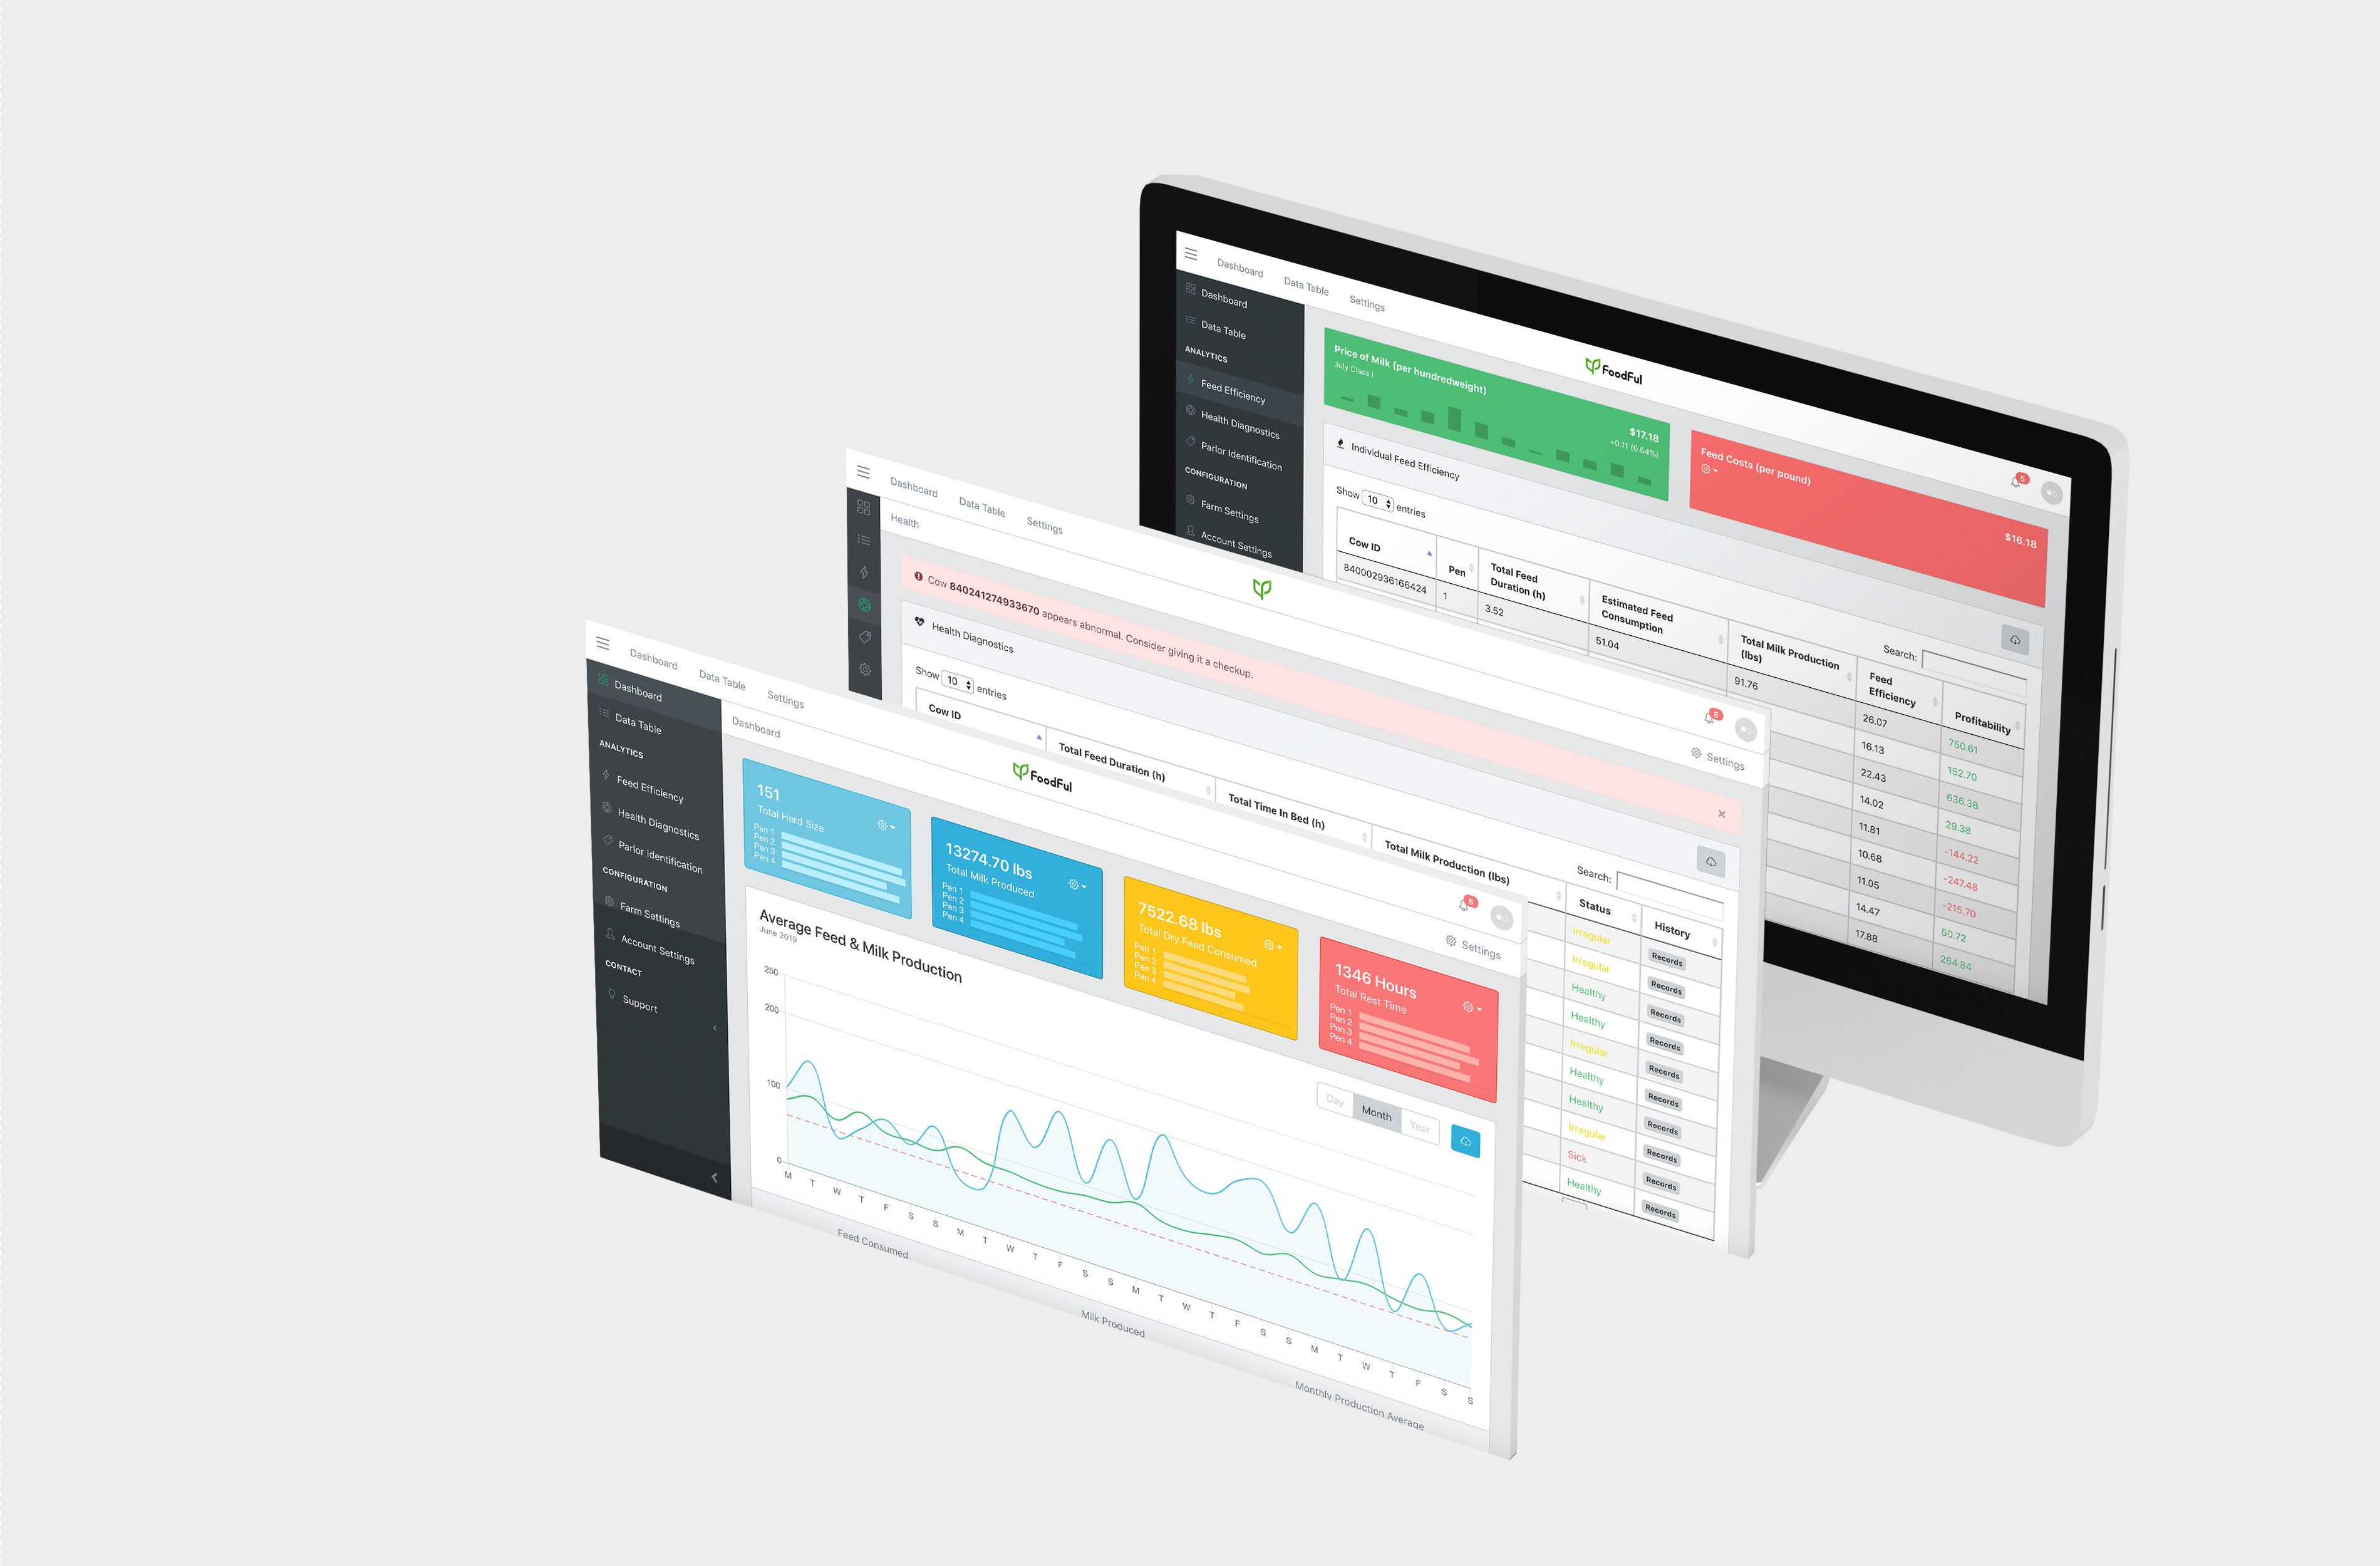 Dashboard
Data Table
Settings
Dashboard
Data Table
ANALYTICS
Feed Efficiency
Health Diagnostics
Parlor Identification
CONFIGURATION
Farm Settings
Account Settings
FoodFul
5
Price of Milk (per hundredweight)
July Class I
$17.18
+0.11 (0.64%)
Feed Costs (per pound)
$16.18
Individual Feed Efficiency
Show 10 entries
Search:
Cow ID
Pen
Total Feed
Duration (h)
Estimated Feed
Consumption
Total Milk Production
(lbs)
Feed
Efficiency
Profitability
840002936166424
1
3.52
51.04
91.76
26.07
750.61
16.13
152.70
22.43
636.38
14.02
29.38
11.81
-144.22
10.68
-247.48
11.05
-215.70
14.47
50.72
17.88
264.84
Dashboard
Data Table
Settings
5
Health
Settings
Cow 840241274933670 appears abnormal. Consider giving it a checkup.
×
Health Diagnostics
Show 10 entries
Search:
Cow ID
Total Feed Duration (h)
Total Time In Bed (h)
Total Milk Production (lbs)
Status
History
Irregular
Records
Irregular
Records
Healthy
Records
Healthy
Records
Irregular
Records
Healthy
Records
Healthy
Records
Irregular
Records
Sick
Records
Healthy
Records
Dashboard
Data Table
Settings
FoodFul
5
Dashboard
Settings
Dashboard
Data Table
ANALYTICS
Feed Efficiency
Health Diagnostics
Parlor Identification
CONFIGURATION
Farm Settings
Account Settings
CONTACT
Support
151
Total Herd Size
Pen 1
Pen 2
Pen 3
Pen 4
13274.70 lbs
Total Milk Produced
Pen 1
Pen 2
Pen 3
Pen 4
7522.68 lbs
Total Dry Feed Consumed
Pen 1
Pen 2
Pen 3
Pen 4
1346 Hours
Total Rest Time
Pen 1
Pen 2
Pen 3
Pen 4
Average Feed & Milk Production
June 2019
Day
Month
Year
250
200
100
0
M T W T F S S M T W T F S S M T W T F S S M T W T F S S
Feed Consumed
Milk Produced
Monthly Production Average